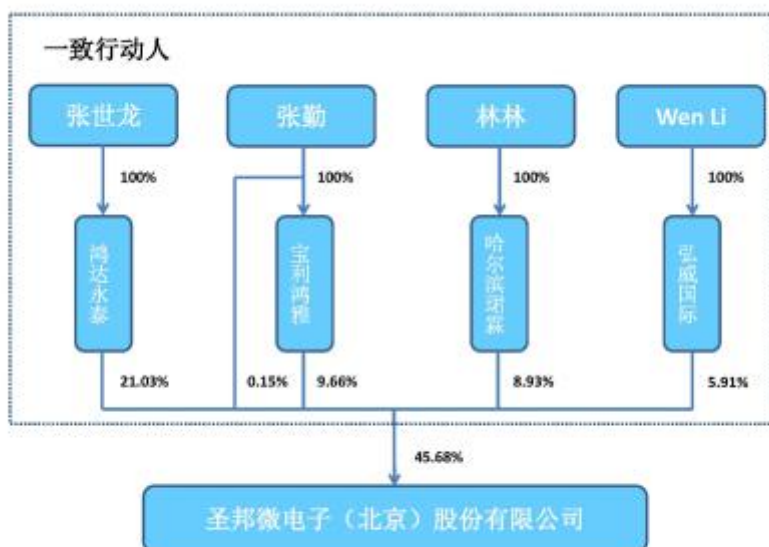 一致行动人
张世龙
张勤
林林
Wen Li
100%
100%
100%
100%
鸿达永泰
宝利鸿雅
哈尔滨珺霖
弘威国际
21.03%
0.15%
9.66%
8.93%
5.91%
45.68%
圣邦微电子（北京）股份有限公司